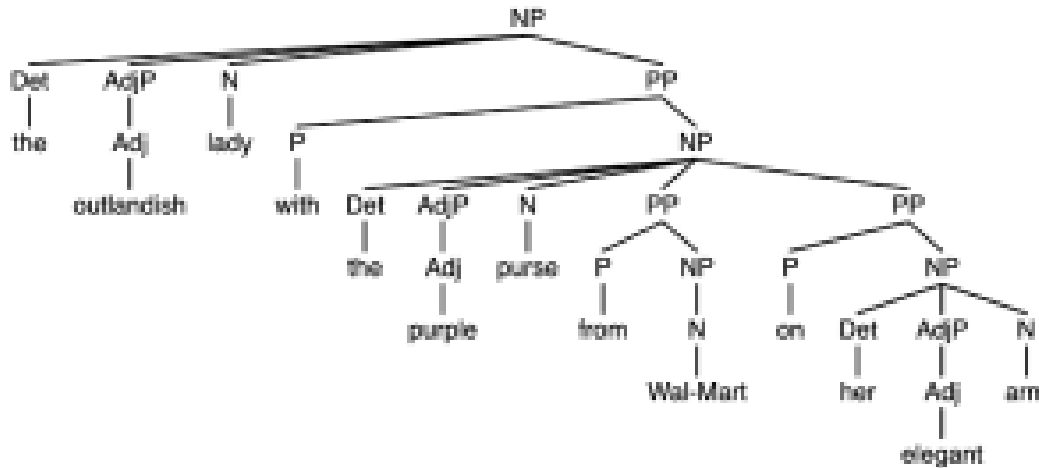 NP
Det AdjP N PP
the Adj lady P NP
outlandish with Det AdjP N PP PP
the Adj purse P NP P NP
purple from N on Det AdjP N
Wal-Mart her Adj arm
elegant